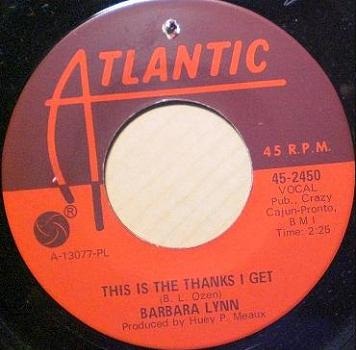 ATLANTIC
45 R.P.M.
45-2450
VOCAL
Pub., Crazy
Cajun-Pronto,
BMI
Time: 2:25
®
A-13077-PL
THIS IS THE THANKS I GET
(B. L. Ozen)
BARBARA LYNN
Produced by Huey P. Meaux